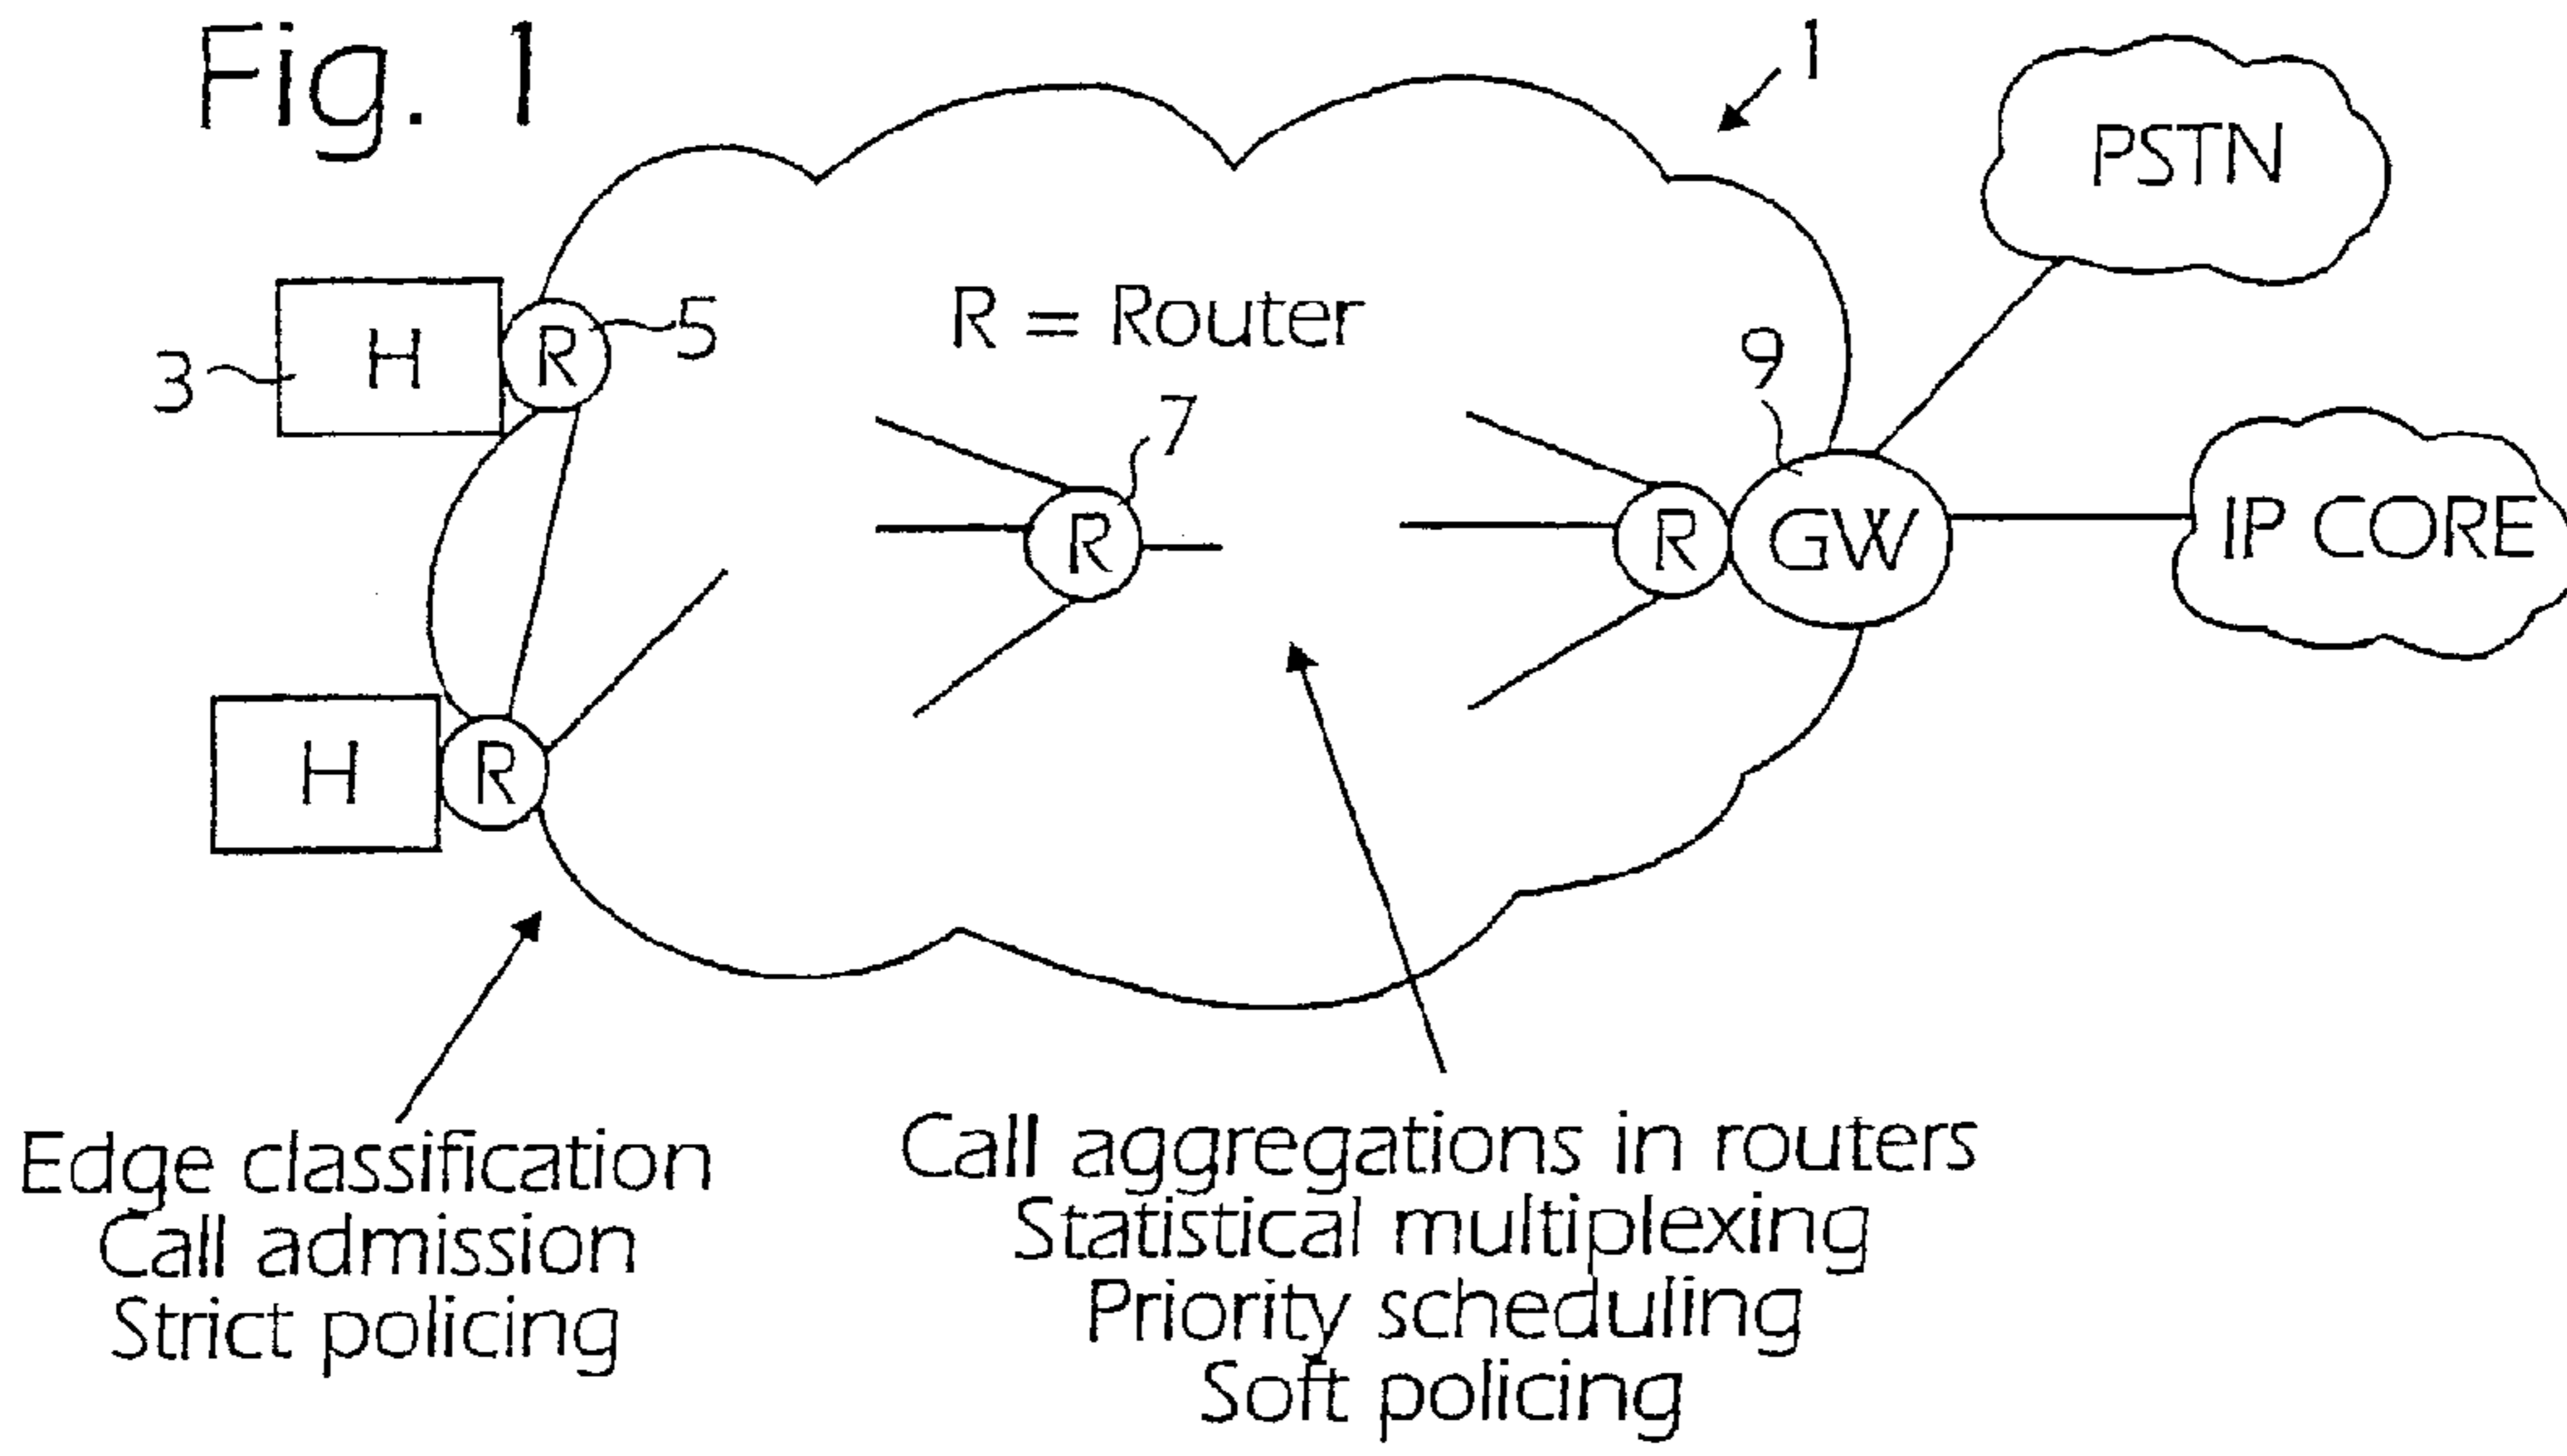 Fig. 1
1
PSTN
H
R
5
R = Router
3
9
7
R
R
GW
IP CORE
H
R
Edge classification
Call admission
Strict policing
Call aggregations in routers
Statistical multiplexing
Priority scheduling
Soft policing